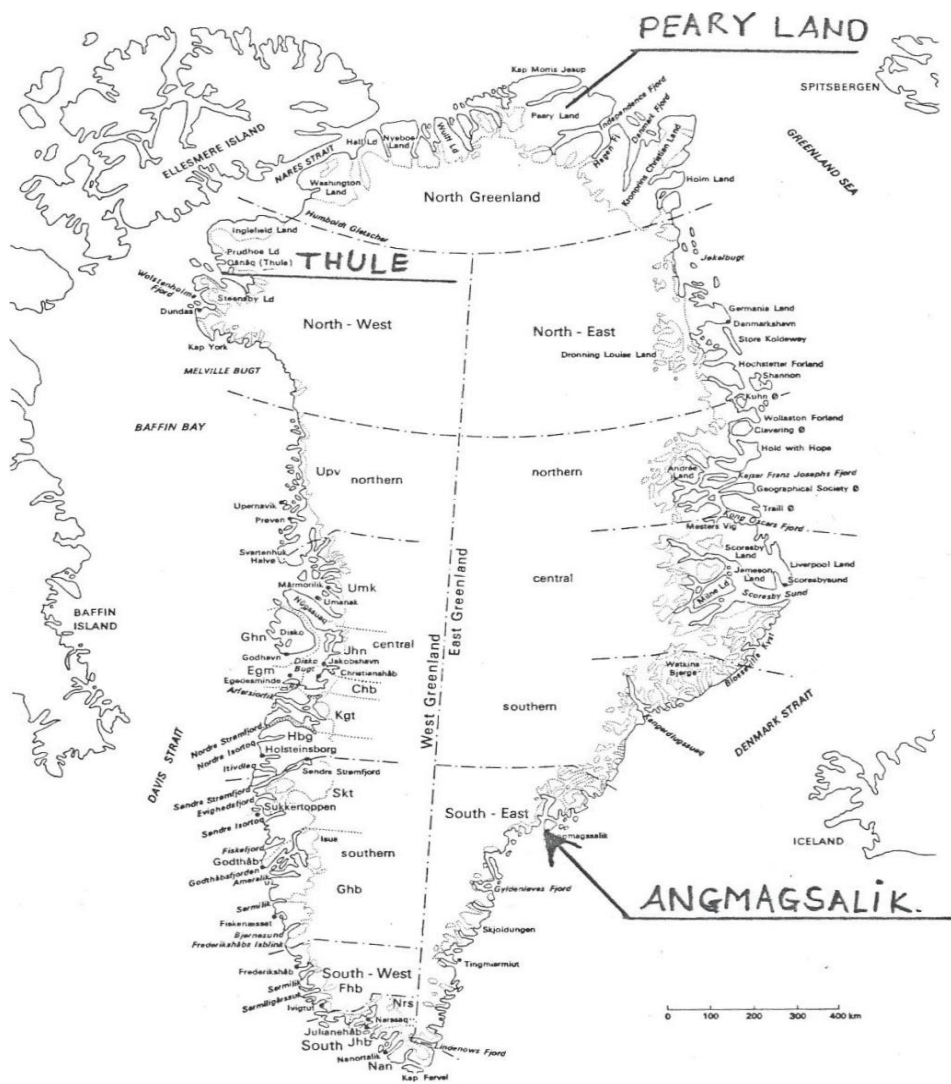 PEARY LAND
Kap Morris Jesup
SPITSBERGEN
Peary Land
Independence Fjord
Hagen Fj
Danmark Fjord
Kronprins Christian Land
Wulff Ld
Nyeboe
Land
Hall Ld
ELLESMERE ISLAND
NARES STRAIT
GREENLAND SEA
Washington
Land
North Greenland
Holm Land
Humboldt Gletscher
Inglefield Land
Prudhoe Ld
Qânâq (Thule)
THULE
Jøkelbugt
Wolstenholme
Fjord
Steensby Ld
Dundas
North - West
North - East
Germania Land
Danmarkshavn
Store Koldewey
Kap York
Dronning Louise Land
Hochstetter Forland
MELVILLE BUGT
Shannon
Kuhn Ø
BAFFIN BAY
Wollaston Forland
Clavering Ø
Hold with Hope
Upv
northern
northern
Andrée
Land
Kejser Franz Josephs Fjord
Geographical Society Ø
Upernavik
Prøven
Traill Ø
Kong Oscars Fjord
Mesters Vig
Svartenhuk
Halvø
Scoresby
Land
central
Liverpool Land
Jameson
Land
Scoresbysund
Mârmorilik
Umk
Umanak
Milne Ld
Scoresby Sund
BAFFIN
ISLAND
Nûgssuaq
Disko
Ghn
central
Jhn
Godhavn
Disko
Bugt
Jakobshavn
Christianshåb
Egm
Egedesminde
Chb
West Greenland
East Greenland
Watkins
Bjerge
Blosseville Kyst
Arfersiorfik
Kgt
southern
Nordre Strømfjord
Hbg
Nordre Isortoq
Holsteinsborg
Kangerdlugssuaq
DENMARK STRAIT
DAVIS STRAIT
Itivdleq
Søndre Strømfjord
Søndre Strømfjord
Skt
Evighedsfjord
Sukkertoppen
South - East
Søndre Isortoq
Isua
Angmagssalik
ICELAND
Fiskefjord
southern
Godthåb
Godthåbsfjorden
Ameralik
Ghb
Gyldenløves Fjord
ANGMAGSALİK.
Sermilik
Fiskenæsset
Bjørnesund
Skjoldungen
Frederikshåbs Isblink
Tingmiarmiut
Frederikshåb
South - West
Fhb
Sermilik
Sermiligârssuk
Nrs
Ivigtut
Narssaq
0 100 200 300 400 km
Julianehåb
South Jhb
Lindenows Fjord
Nanortalik
Nan
Kap Farvel